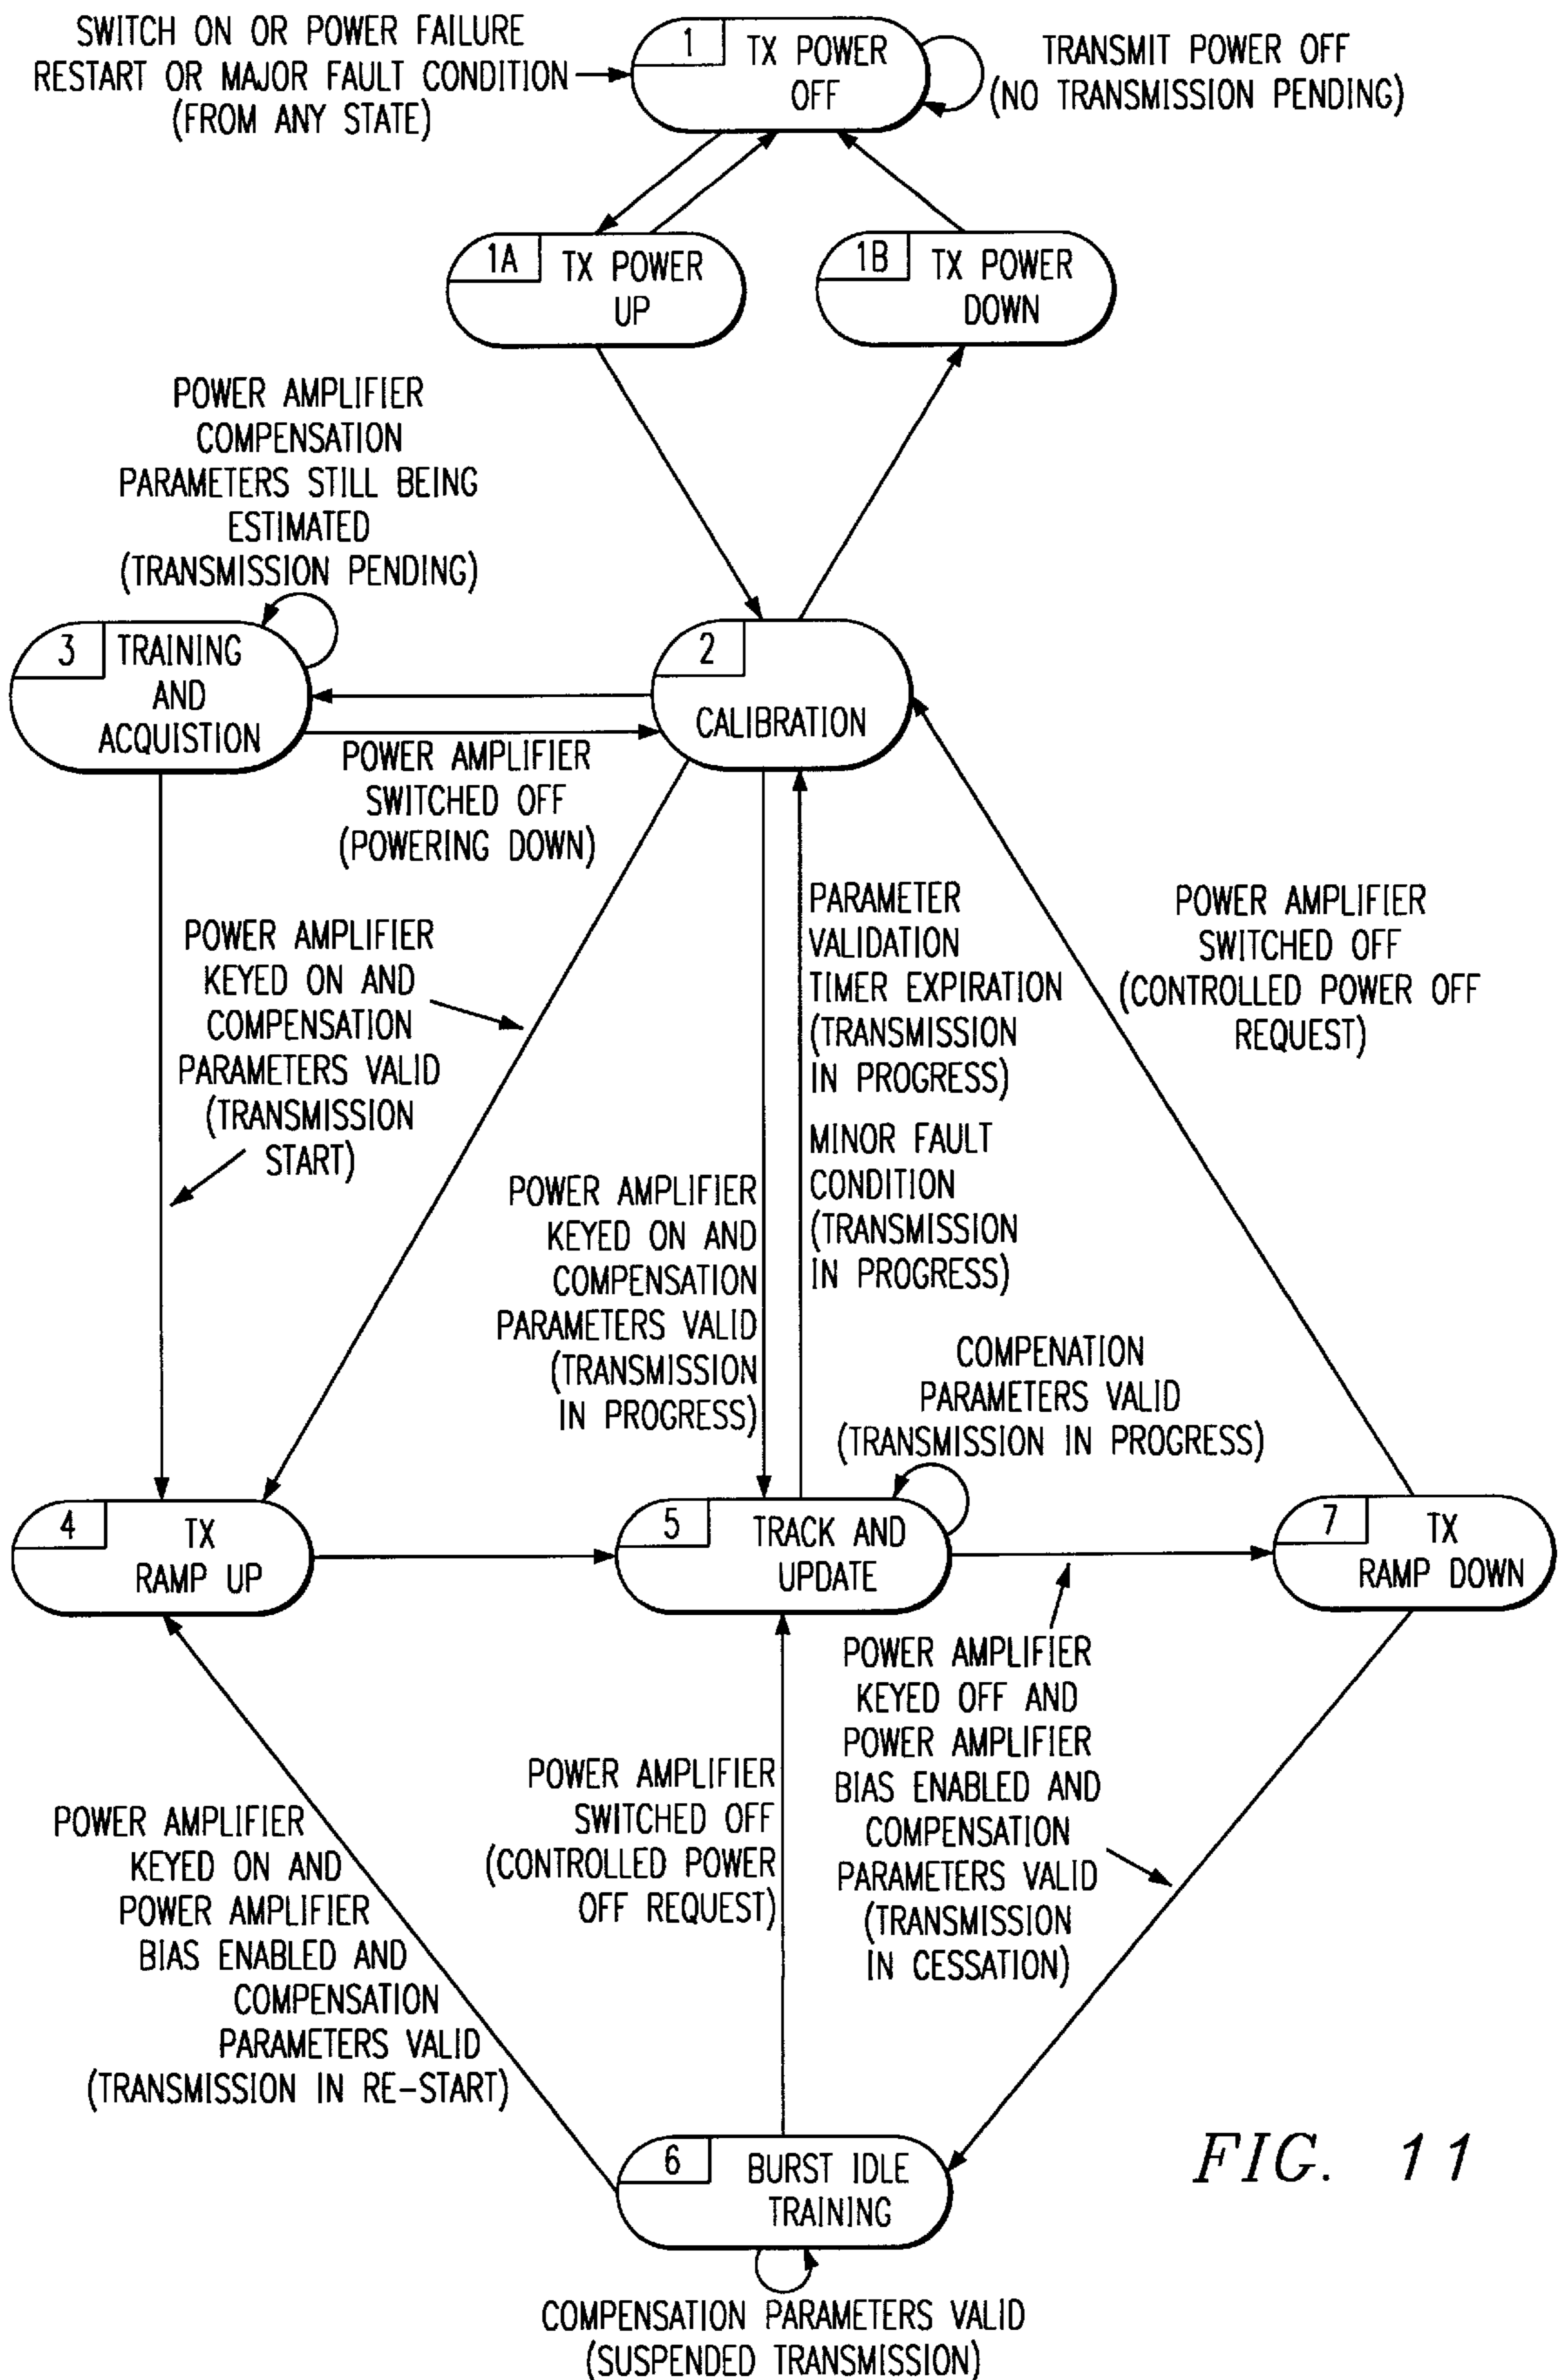 SWITCH ON OR POWER FAILURE
RESTART OR MAJOR FAULT CONDITION
(FROM ANY STATE)
1
TX POWER
OFF
TRANSMIT POWER OFF
(NO TRANSMISSION PENDING)
1A
TX POWER
UP
1B
TX POWER
DOWN
POWER AMPLIFIER
COMPENSATION
PARAMETERS STILL BEING
ESTIMATED
(TRANSMISSION PENDING)
3
TRAINING
AND
ACQUISTION
2
CALIBRATION
POWER AMPLIFIER
SWITCHED OFF
(POWERING DOWN)
POWER AMPLIFIER
KEYED ON AND
COMPENSATION
PARAMETERS VALID
(TRANSMISSION
START)
PARAMETER
VALIDATION
TIMER EXPIRATION
(TRANSMISSION
IN PROGRESS)
MINOR FAULT
CONDITION
(TRANSMISSION
IN PROGRESS)
POWER AMPLIFIER
SWITCHED OFF
(CONTROLLED POWER OFF
REQUEST)
POWER AMPLIFIER
KEYED ON AND
COMPENSATION
PARAMETERS VALID
(TRANSMISSION
IN PROGRESS)
COMPENATION
PARAMETERS VALID
(TRANSMISSION IN PROGRESS)
4
TX
RAMP UP
5
TRACK AND
UPDATE
7
TX
RAMP DOWN
POWER AMPLIFIER
KEYED ON AND
POWER AMPLIFIER
BIAS ENABLED AND
COMPENSATION
PARAMETERS VALID
(TRANSMISSION IN RE-START)
POWER AMPLIFIER
SWITCHED OFF
(CONTROLLED POWER
OFF REQUEST)
POWER AMPLIFIER
KEYED OFF AND
POWER AMPLIFIER
BIAS ENABLED AND
COMPENSATION
PARAMETERS VALID
(TRANSMISSION
IN CESSATION)
6
BURST IDLE
TRAINING
COMPENSATION PARAMETERS VALID
(SUSPENDED TRANSMISSION)
FIG. 11